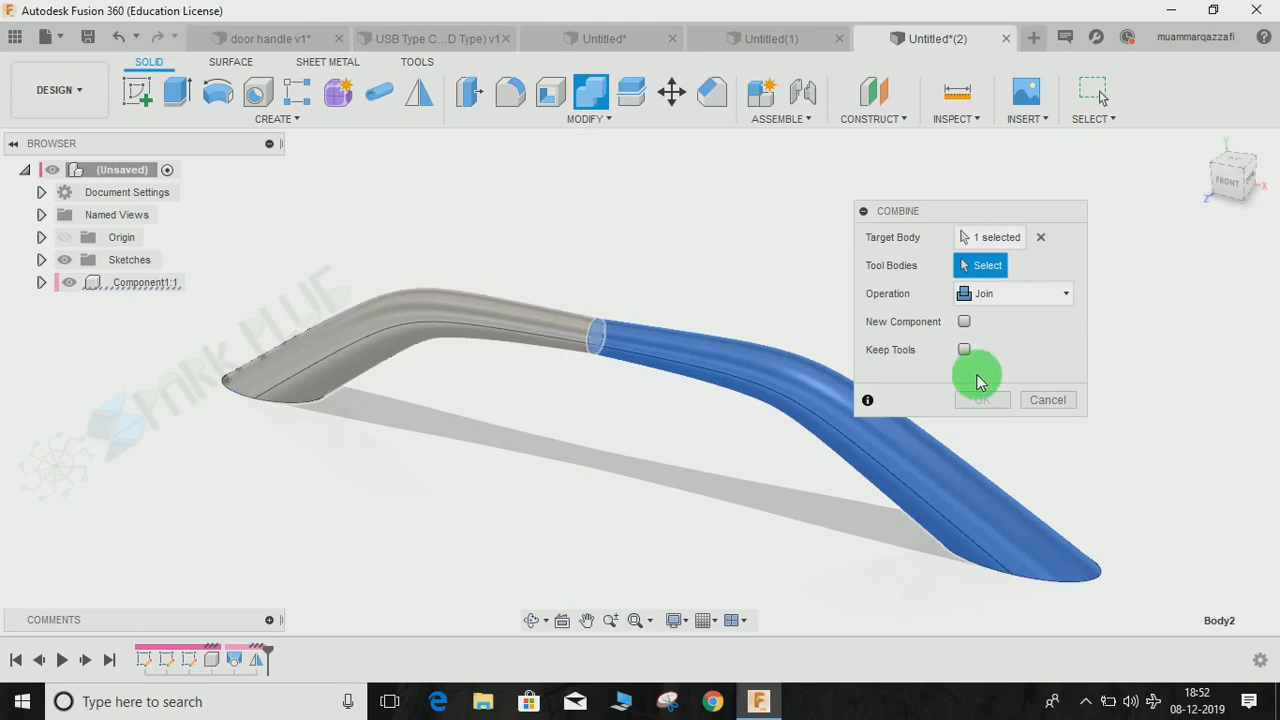 Autodesk Fusion 360 (Education License)
door handle v1*
USB Type C...D Type) v1*
Untitled*
Untitled(1)
Untitled*(2)
muammarqazzafi
DESIGN
SOLID
SURFACE
SHEET METAL
TOOLS
CREATE
MODIFY
ASSEMBLE
CONSTRUCT
INSPECT
INSERT
SELECT
BROWSER
(Unsaved)
Document Settings
Named Views
Origin
Sketches
Component1:1
FRONT
Y
X
Z
COMBINE
Target Body
1 selected
Tool Bodies
Select
Operation
Join
New Component
Keep Tools
OK
Cancel
SPARK PLUG
COMMENTS
Body2
Type here to search
18:52
08-12-2019